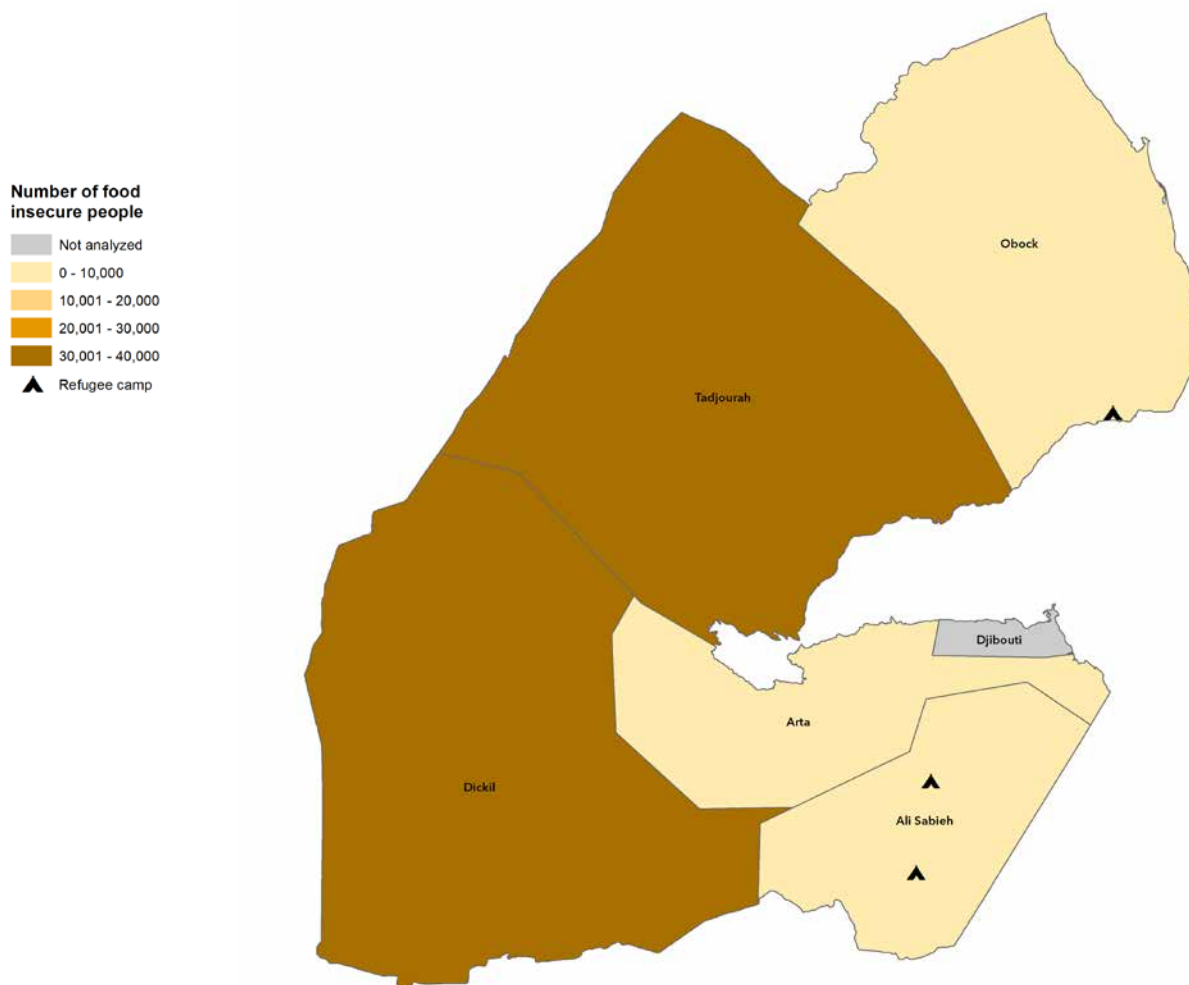 Number of food
insecure people
Not analyzed
0 - 10,000
10,001 - 20,000
20,001 - 30,000
30,001 - 40,000
Refugee camp
Obock
Tadjourah
Djibouti
Arta
Dickil
Ali Sabieh